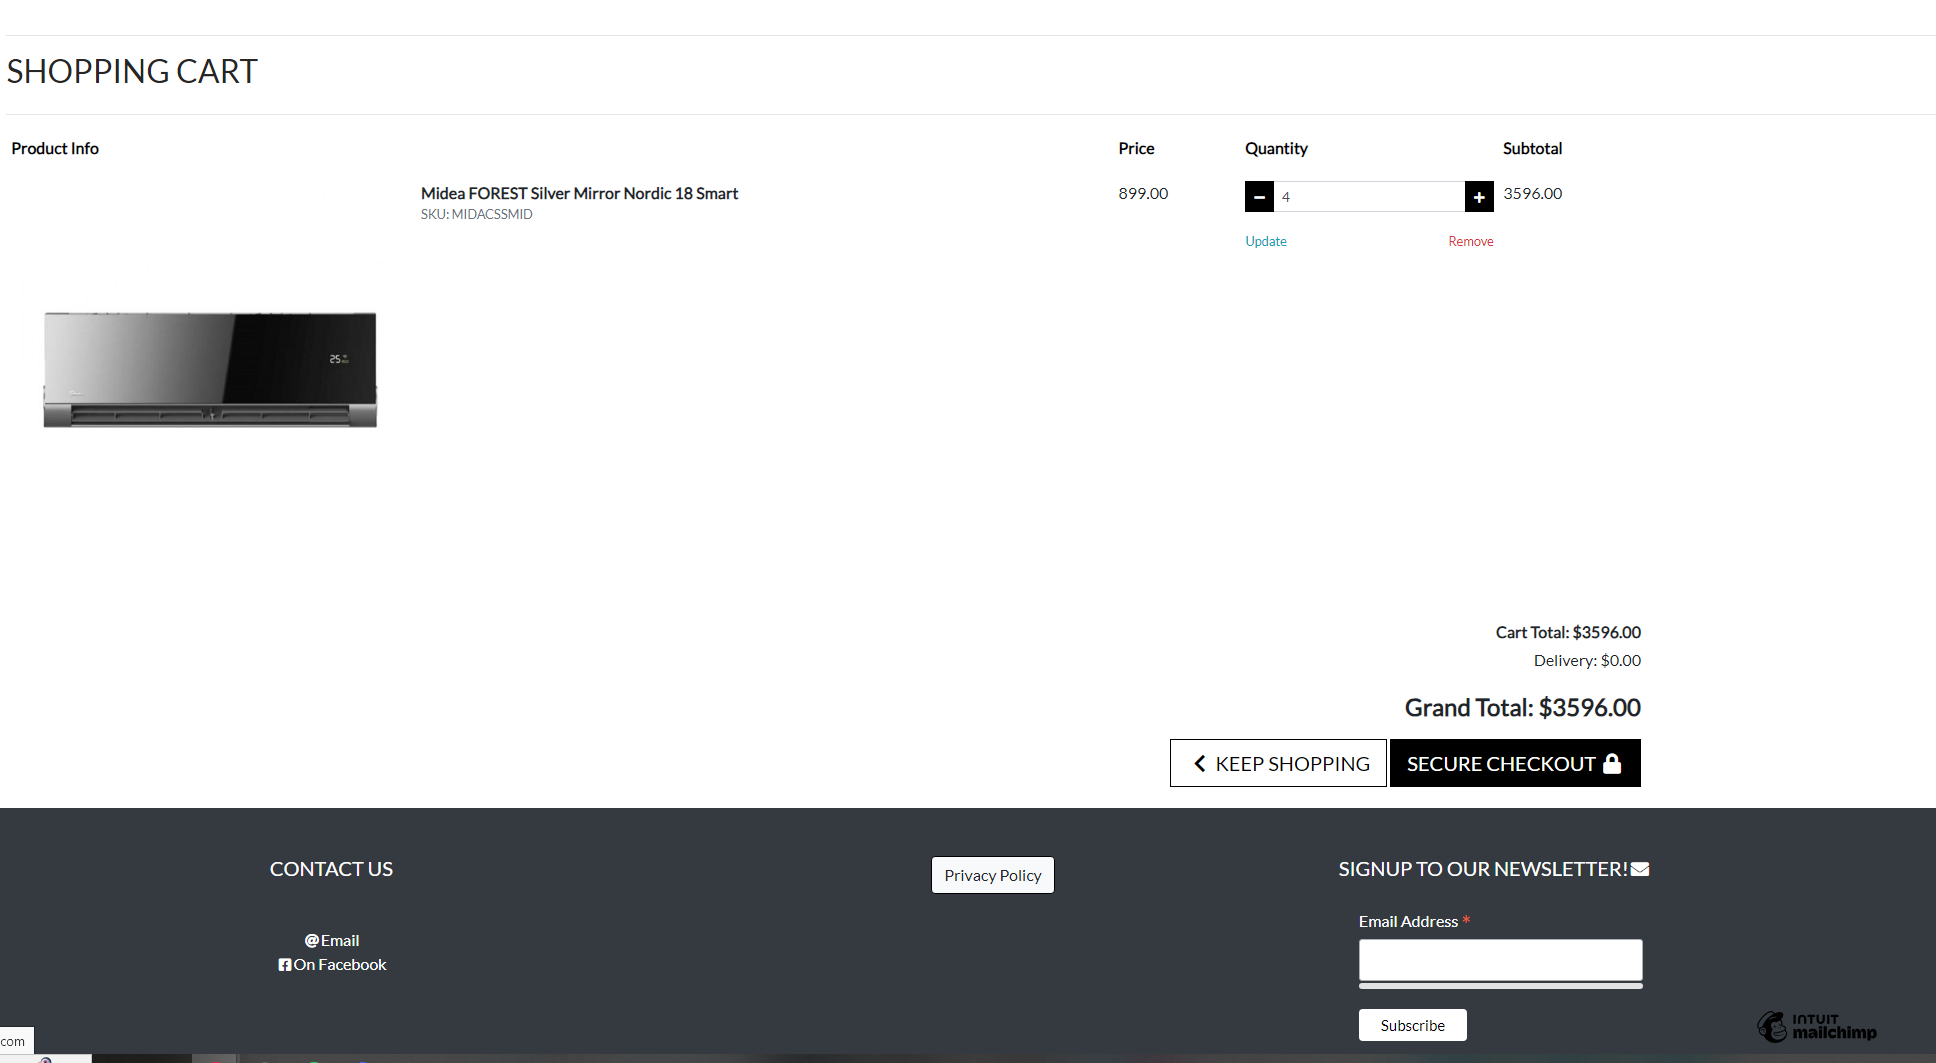 SHOPPING CART
Product Info Price Quantity Subtotal
Midea FOREST Silver Mirror Nordic 18 Smart 899.00 4 3596.00
SKU: MIDACSSMID
Update Remove
25
Cart Total: $3596.00
Delivery: $0.00
Grand Total: $3596.00
KEEP SHOPPING SECURE CHECKOUT
CONTACT US
@Email
On Facebook
Privacy Policy
SIGNUP TO OUR NEWSLETTER!
Email Address *
Subscribe
INTUIT
mailchimp
com